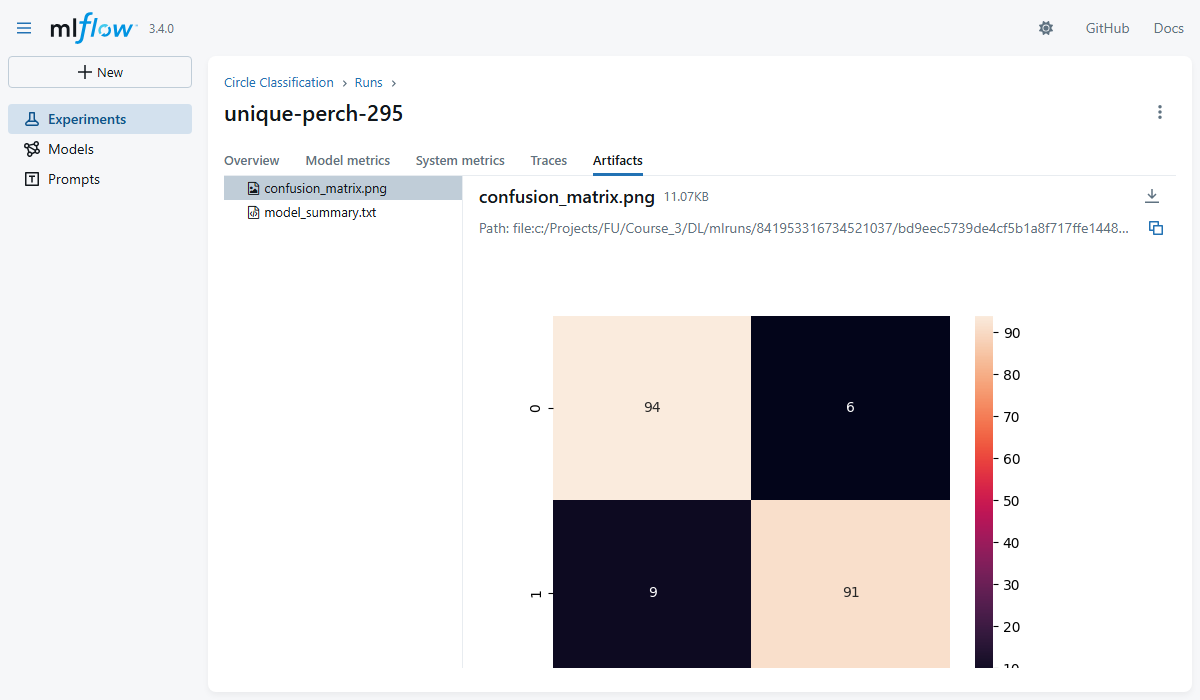 mlflow 3.4.0
GitHub
Docs
New
Experiments
Models
Prompts
Circle Classification > Runs >
unique-perch-295
Overview
Model metrics
System metrics
Traces
Artifacts
confusion_matrix.png
model_summary.txt
confusion_matrix.png 11.07KB
Path: file:c:/Projects/FU/Course_3/DL/mlruns/841953316734521037/bd9eec5739de4cf5b1a8f717ffe1448...
0
94
6
1
9
91
90
80
70
60
50
40
30
20
10